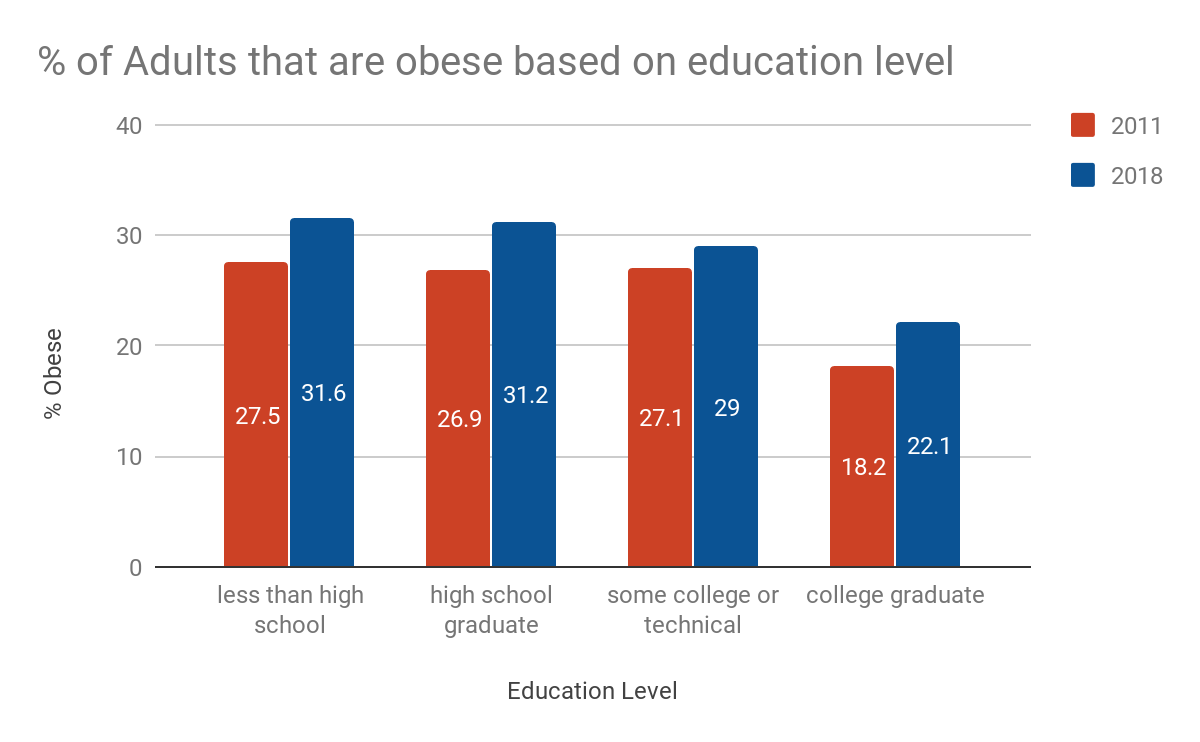 % of Adults that are obese based on education level
2011
2018
40
30
20
10
0
% Obese
27.5
31.6
26.9
31.2
27.1
29
18.2
22.1
less than high
school
high school
graduate
some college or
technical
college graduate
Education Level